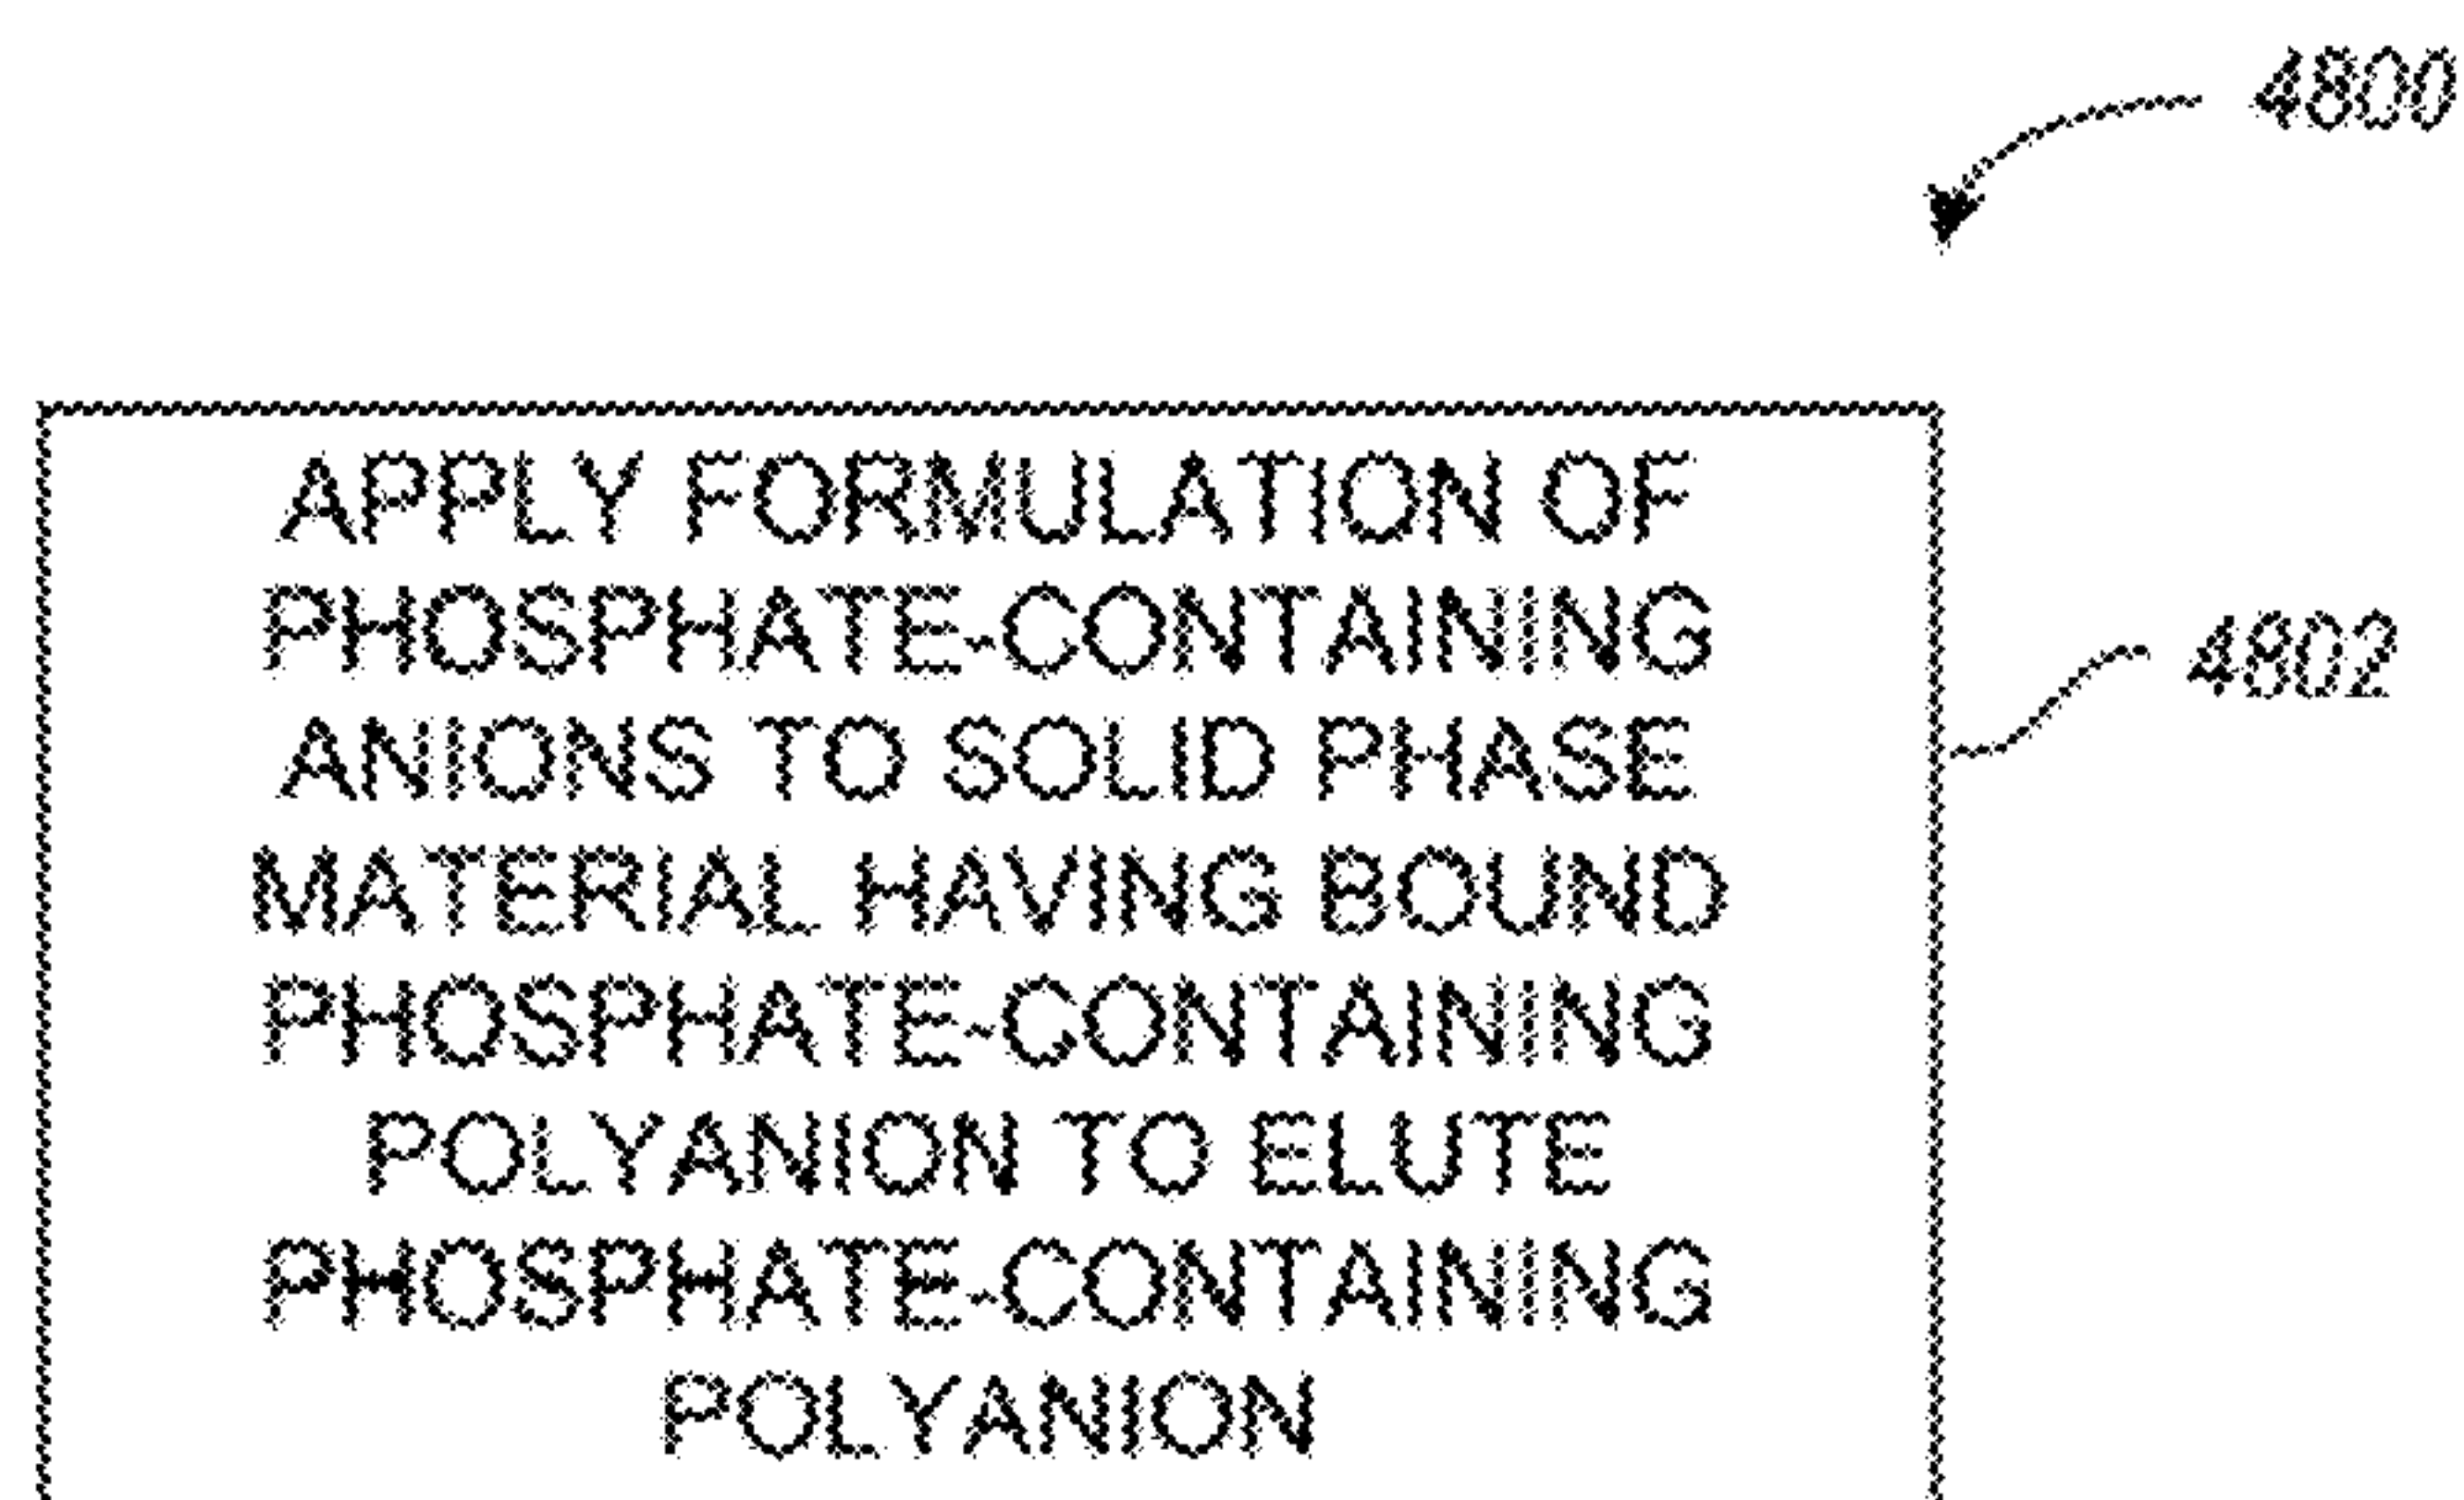 4800
APPLY FORMULATION OF
PHOSPHATE-CONTAINING
4802
ANIONS TO SOLID PHASE
MATERIAL HAVING BOUND
PHOSPHATE-CONTAINING
POLYANION TO ELUTE
PHOSPHATE-CONTAINING
POLYANION